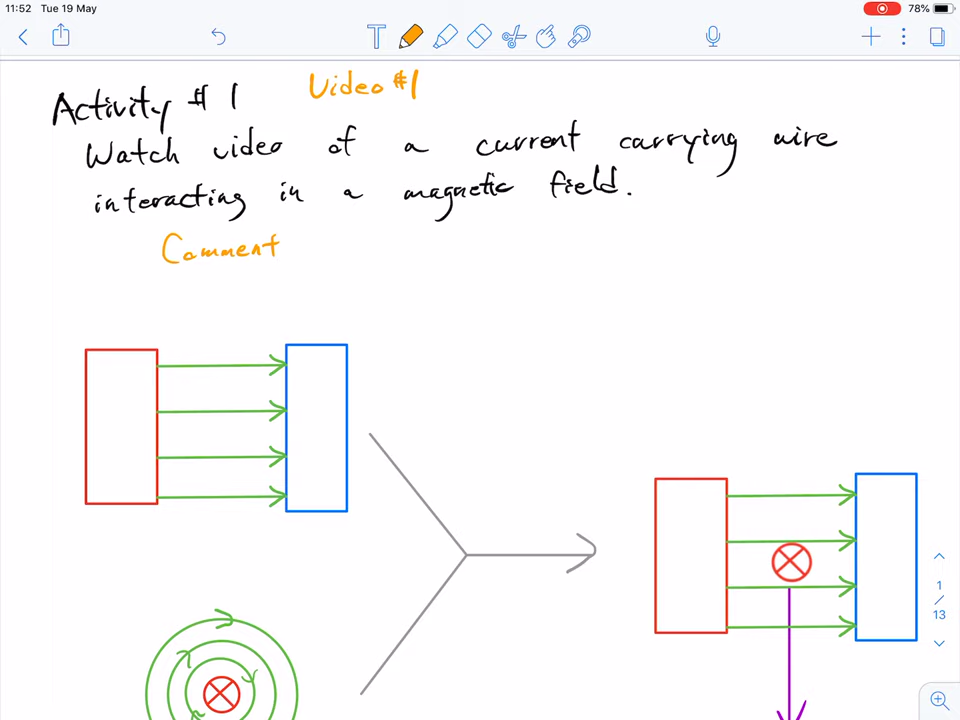 11:52 Tue 19 May
78%
T
Activity #1 Video #1
Watch video of a current carrying wire
interacting in a magnetic field.
Comment
1
/
13